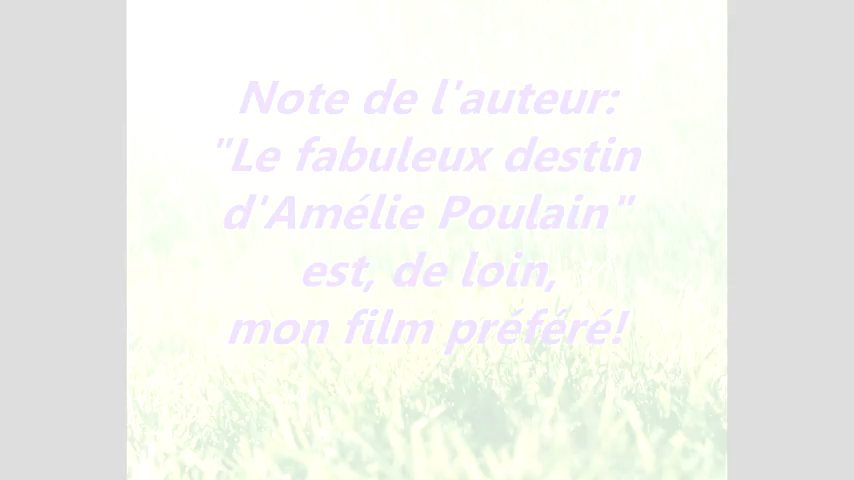 Note de l'auteur:
"Le fabuleux destin
d'Amélie Poulain"
est, de loin,
mon film préféré!